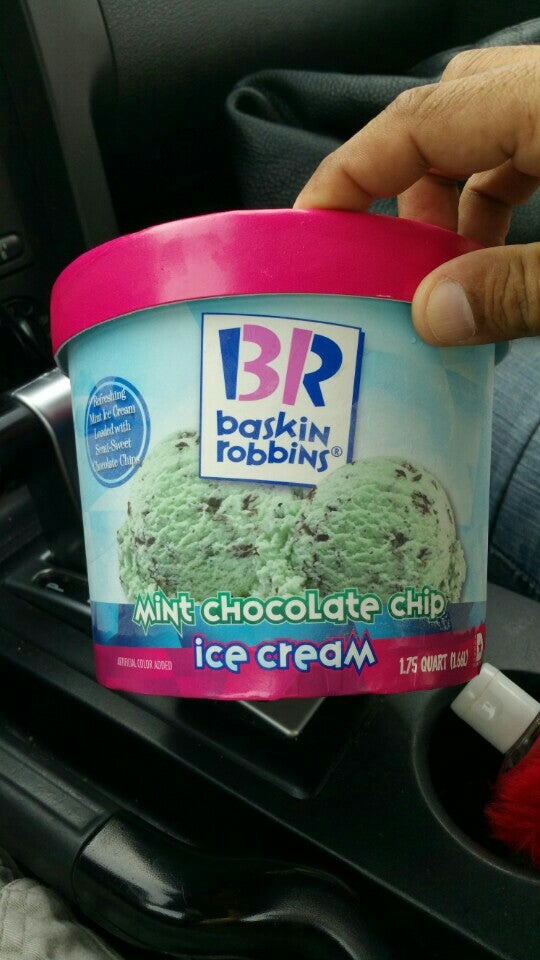 BR
baskin
robbins®
Refreshing
Mint Ice Cream
Loaded with
Semi-Sweet
Chocolate Chips
Mint Chocolate Chip
ice cream
ARTIFICIAL COLOR ADDED
1.75 QUART (1.66L)